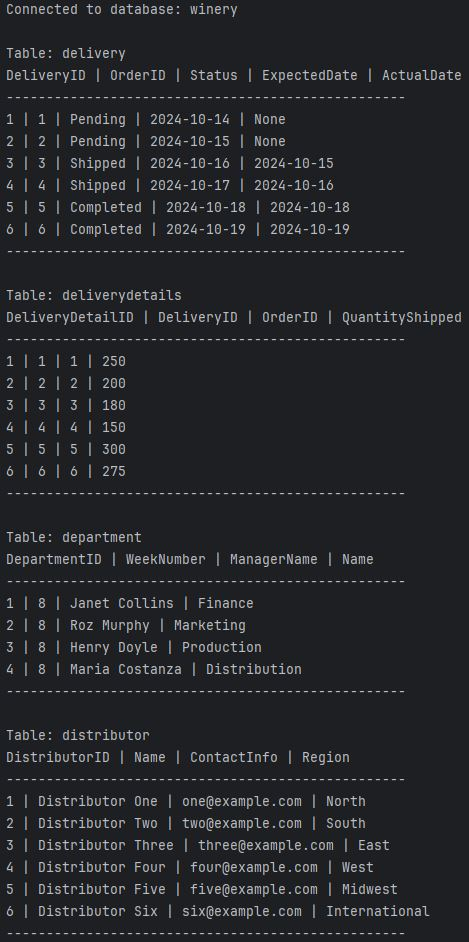 Connected to database: winery
Table: delivery
DeliveryID | OrderID | Status | ExpectedDate | ActualDate
--------------------------------------------------
1 | 1 | Pending | 2024-10-14 | None
2 | 2 | Pending | 2024-10-15 | None
3 | 3 | Shipped | 2024-10-16 | 2024-10-15
4 | 4 | Shipped | 2024-10-17 | 2024-10-16
5 | 5 | Completed | 2024-10-18 | 2024-10-18
6 | 6 | Completed | 2024-10-19 | 2024-10-19
--------------------------------------------------
Table: deliverydetails
DeliveryDetailID | DeliveryID | OrderID | QuantityShipped
--------------------------------------------------
1 | 1 | 1 | 250
2 | 2 | 2 | 200
3 | 3 | 3 | 180
4 | 4 | 4 | 150
5 | 5 | 5 | 300
6 | 6 | 6 | 275
--------------------------------------------------
Table: department
DepartmentID | WeekNumber | ManagerName | Name
--------------------------------------------------
1 | 8 | Janet Collins | Finance
2 | 8 | Roz Murphy | Marketing
3 | 8 | Henry Doyle | Production
4 | 8 | Maria Costanza | Distribution
--------------------------------------------------
Table: distributor
DistributorID | Name | ContactInfo | Region
--------------------------------------------------
1 | Distributor One | one@example.com | North
2 | Distributor Two | two@example.com | South
3 | Distributor Three | three@example.com | East
4 | Distributor Four | four@example.com | West
5 | Distributor Five | five@example.com | Midwest
6 | Distributor Six | six@example.com | International
--------------------------------------------------